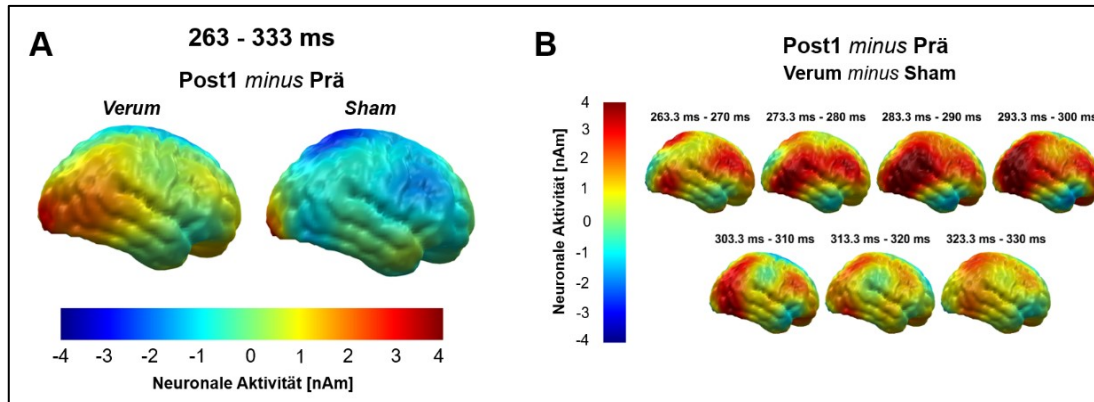 A
263 - 333 ms
Post1 minus Prä
Verum
Sham
-4 -3 -2 -1 0 1 2 3 4
Neuronale Aktivität [nAm]
B
Post1 minus Prä
Verum minus Sham
Neuronale Aktivität [nAm]
4
3
2
1
0
-1
-2
-3
-4
263.3 ms - 270 ms 273.3 ms - 280 ms 283.3 ms - 290 ms 293.3 ms - 300 ms
303.3 ms - 310 ms 313.3 ms - 320 ms 323.3 ms - 330 ms